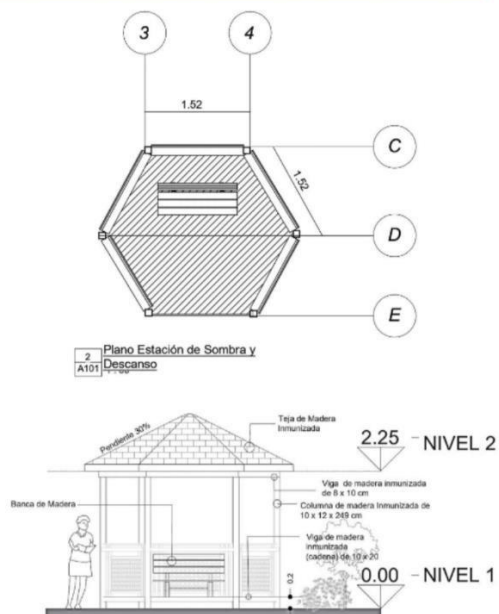 3
4
1.52
C
1.52
D
E
2
A101
Plano Estación de Sombra y
Descanso
Pendiente 30%
Teja de Madera
Inmunizada
2.25
NIVEL 2
Viga de madera inmunizada
de 8 x 10 cm
Columna de madera Inmunizada de
10 x 12 x 249 cm
Banca de Madera
Viga de madera
inmunizada
(cadena) de 10 x 20
0.2
0.00
NIVEL 1